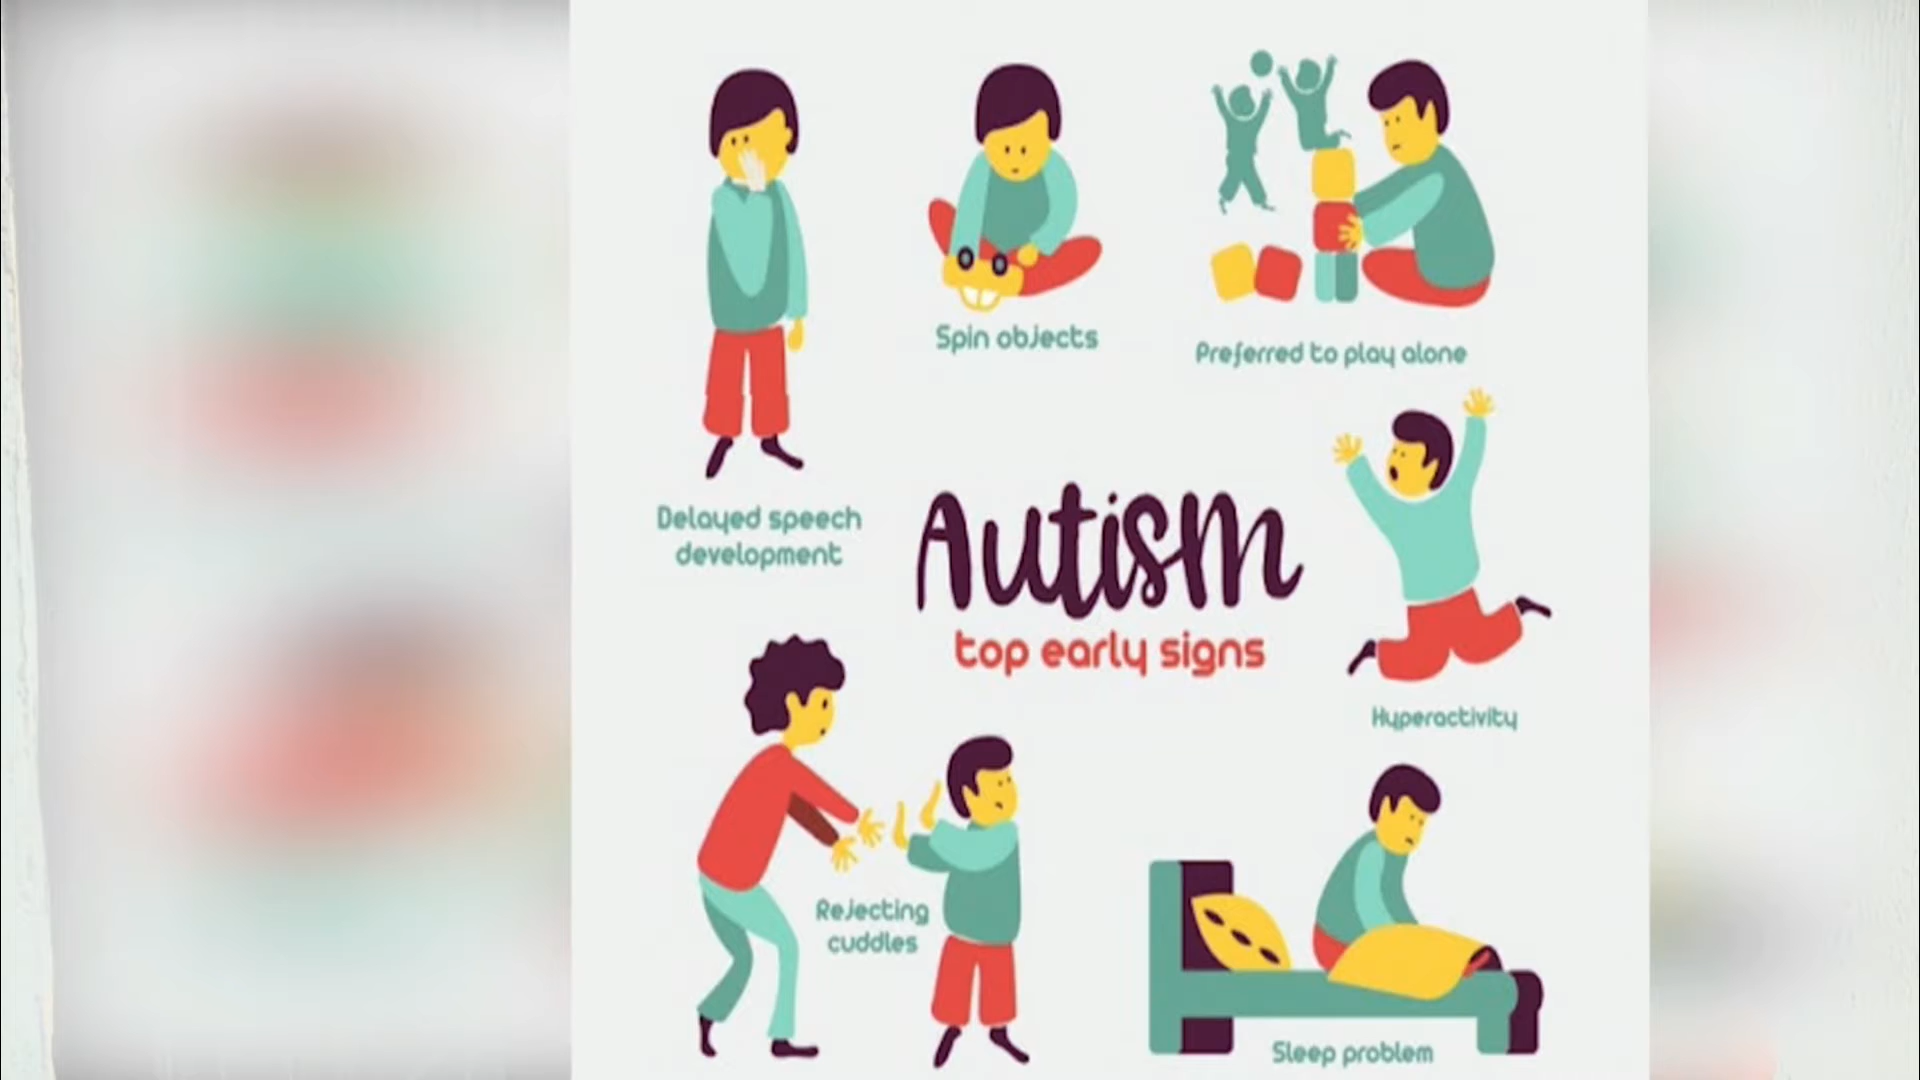 Spin objects
Preferred to play alone
Delayed speech
development
Autism
top early signs
Hyperactivity
Rejecting
cuddles
Sleep problem